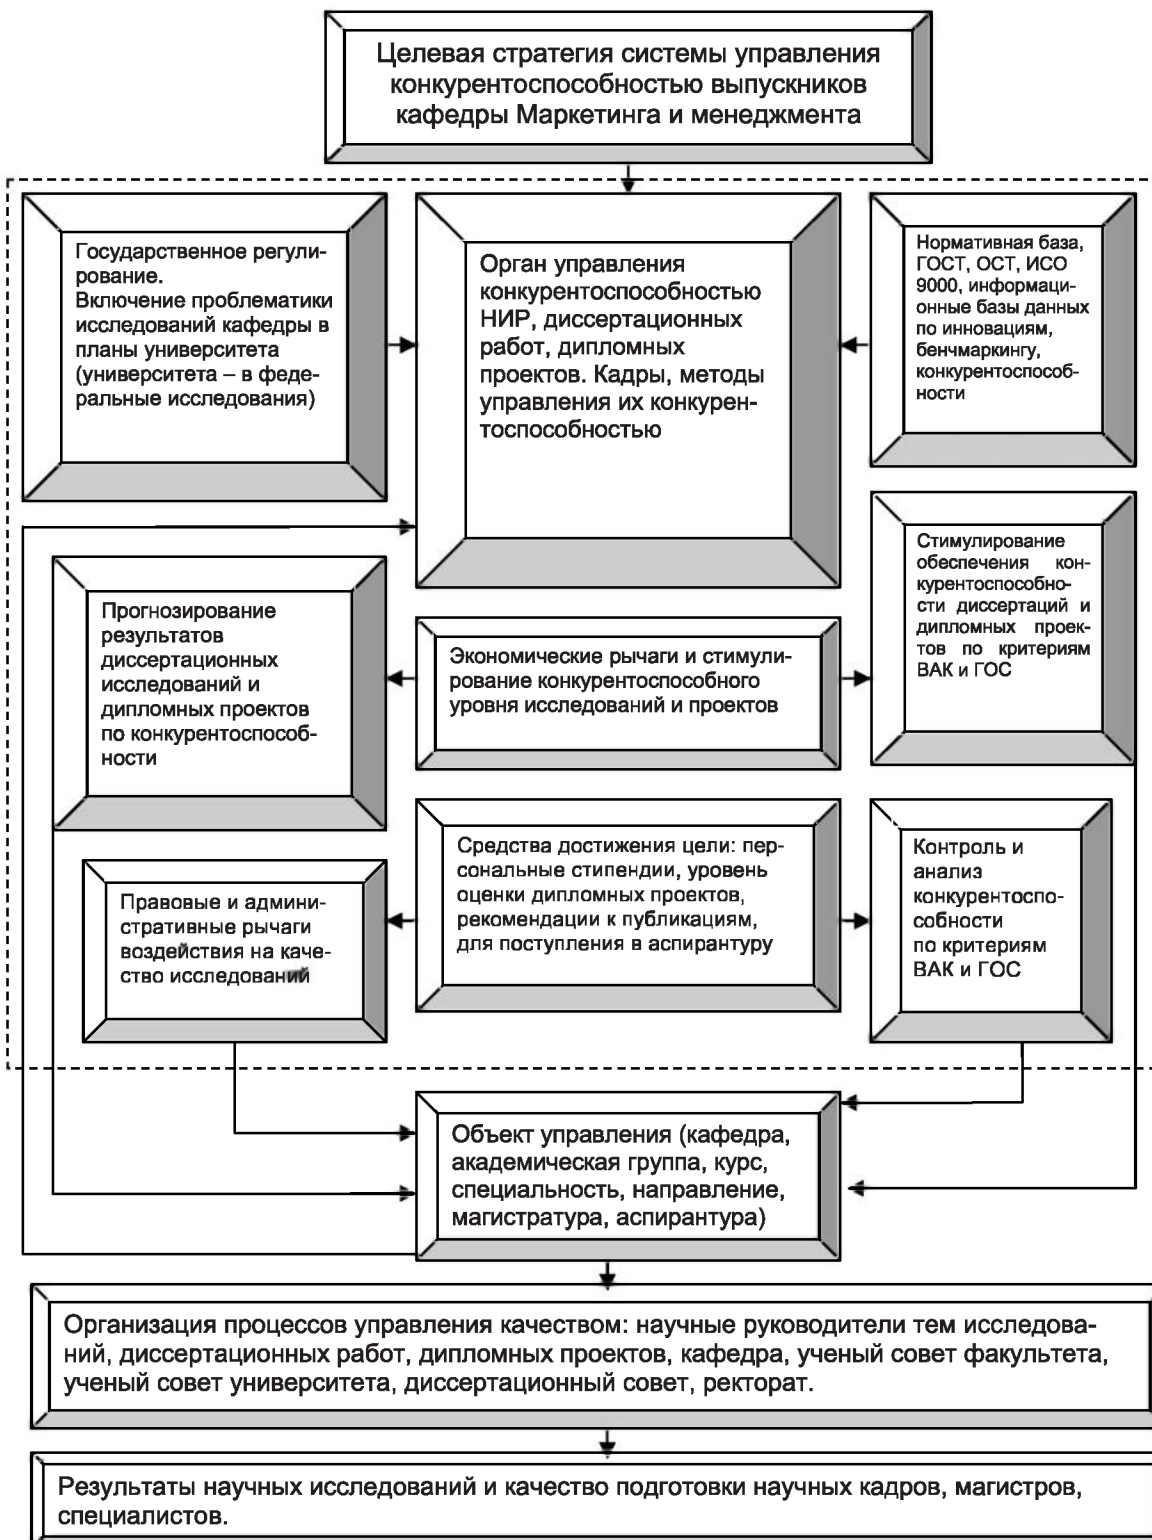 Целевая стратегия системы управления
конкурентоспособностью выпускников
кафедры Маркетинга и менеджмента
Государственное регули-
рование.
Включение проблематики
исследований кафедры в
планы университета
(университета – в феде-
ральные исследования)
Орган управления
конкурентоспособностью
НИР, диссертационных
работ, дипломных
проектов. Кадры, методы
управления их конкурен-
тоспособностью
Нормативная база,
ГОСТ, ОСТ, ИСО
9000, информаци-
онные базы данных
по инновациям,
бенчмаркингу,
конкурентоспособ-
ности
Прогнозирование
результатов
диссертационных
исследований и
дипломных проектов
по конкурентоспособ-
ности
Экономические рычаги и стимули-
рование конкурентоспособного
уровня исследований и проектов
Стимулирование
обеспечения кон-
курентоспособно-
сти диссертаций и
дипломных проек-
тов по критериям
ВАК и ГОС
Правовые и админи-
стративные рычаги
воздействия на каче-
ство исследований
Средства достижения цели: пер-
сональные стипендии, уровень
оценки дипломных проектов,
рекомендации к публикациям,
для поступления в аспирантуру
Контроль и
анализ
конкурентоспо-
собности
по критериям
ВАК и ГОС
Объект управления (кафедра,
академическая группа, курс,
специальность, направление,
магистратура, аспирантура)
Организация процессов управления качеством: научные руководители тем исследова-
ний, диссертационных работ, дипломных проектов, кафедра, ученый совет факультета,
ученый совет университета, диссертационный совет, ректорат.
Результаты научных исследований и качество подготовки научных кадров, магистров,
специалистов.